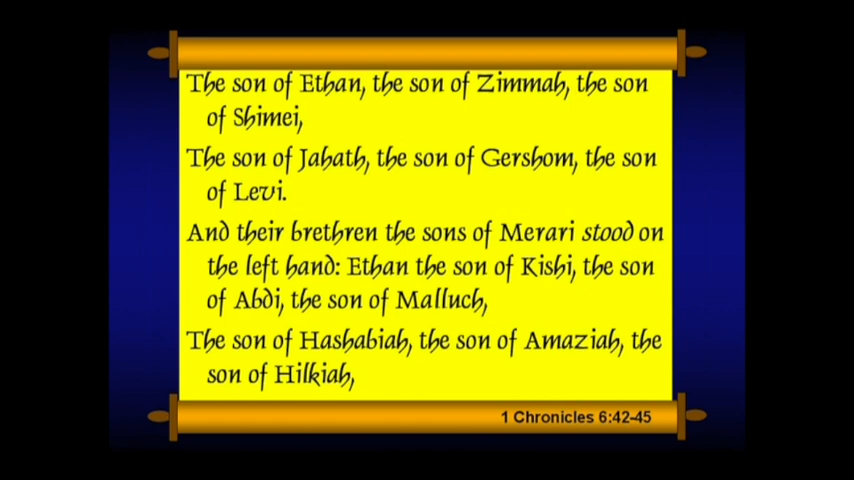 The son of Ethan, the son of Zimmah, the son
of Shimei,
The son of Jahath, the son of Gershom, the son
of Levi.
And their brethren the sons of Merari stood on
the left hand: Ethan the son of Kishi, the son
of Abdi, the son of Malluch,
The son of Hashabiah, the son of Amaziah, the
son of Hilkiah,
1 Chronicles 6:42-45